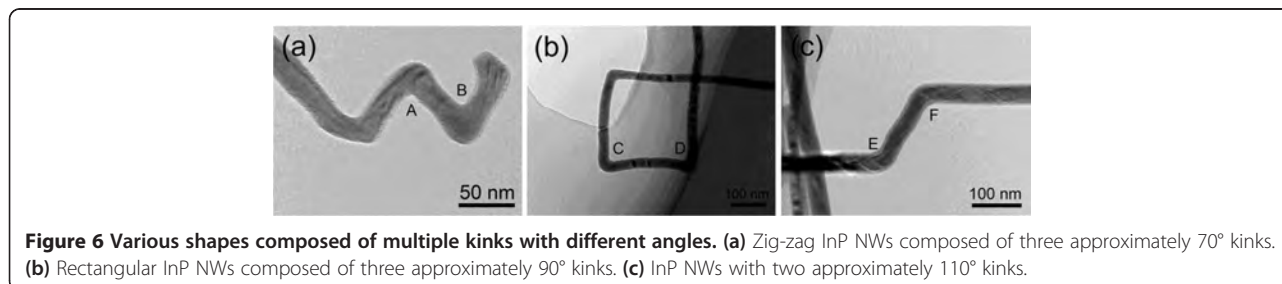 (a)
A
B
50 nm
(b)
C
D
100 nm
(c)
E
F
100 nm
Figure 6 Various shapes composed of multiple kinks with different angles. (a) Zig-zag InP NWs composed of three approximately 70° kinks.
(b) Rectangular InP NWs composed of three approximately 90° kinks. (c) InP NWs with two approximately 110° kinks.